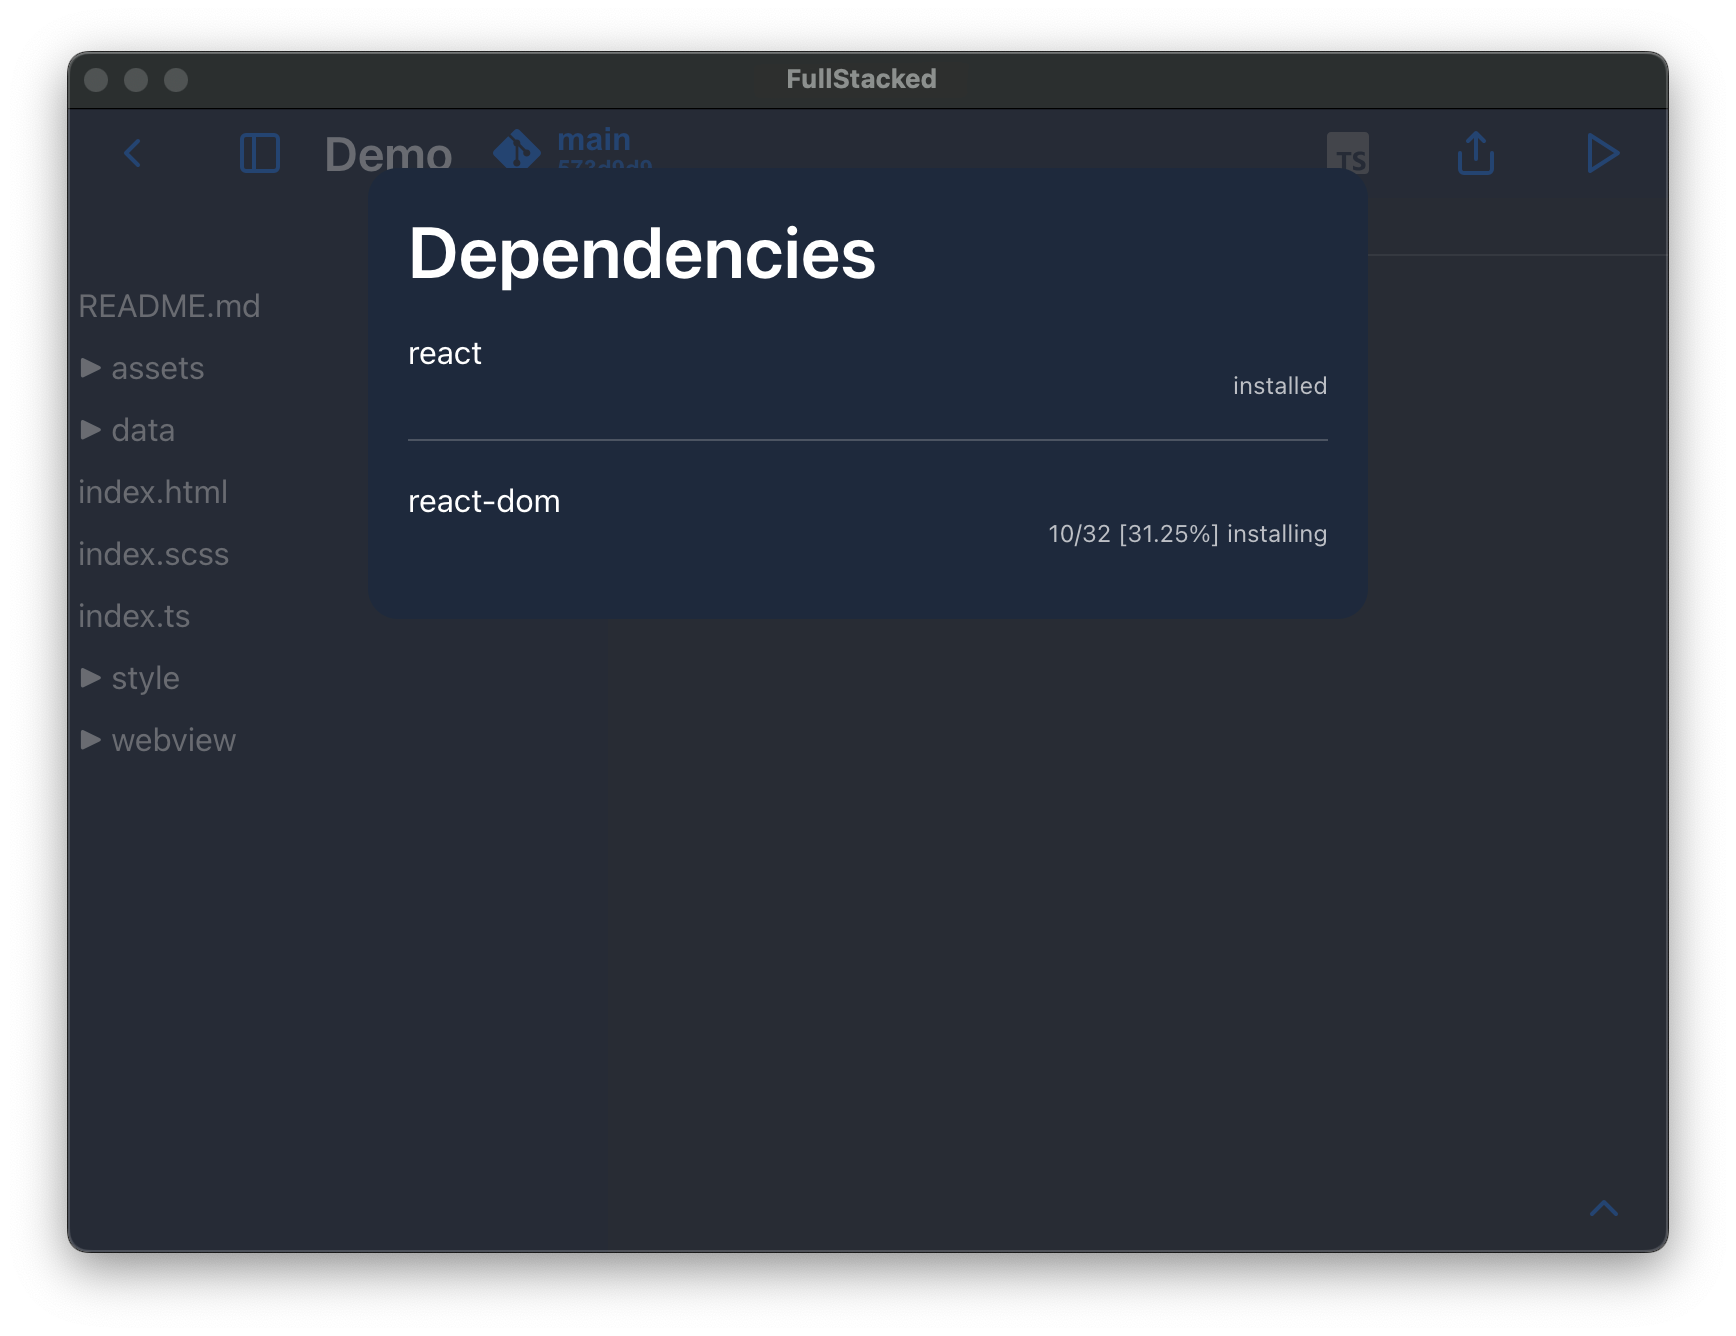 FullStacked
Demo
main
TS
Dependencies
react
installed
react-dom
10/32 [31.25%] installing
README.md
assets
data
index.html
index.scss
index.ts
style
webview